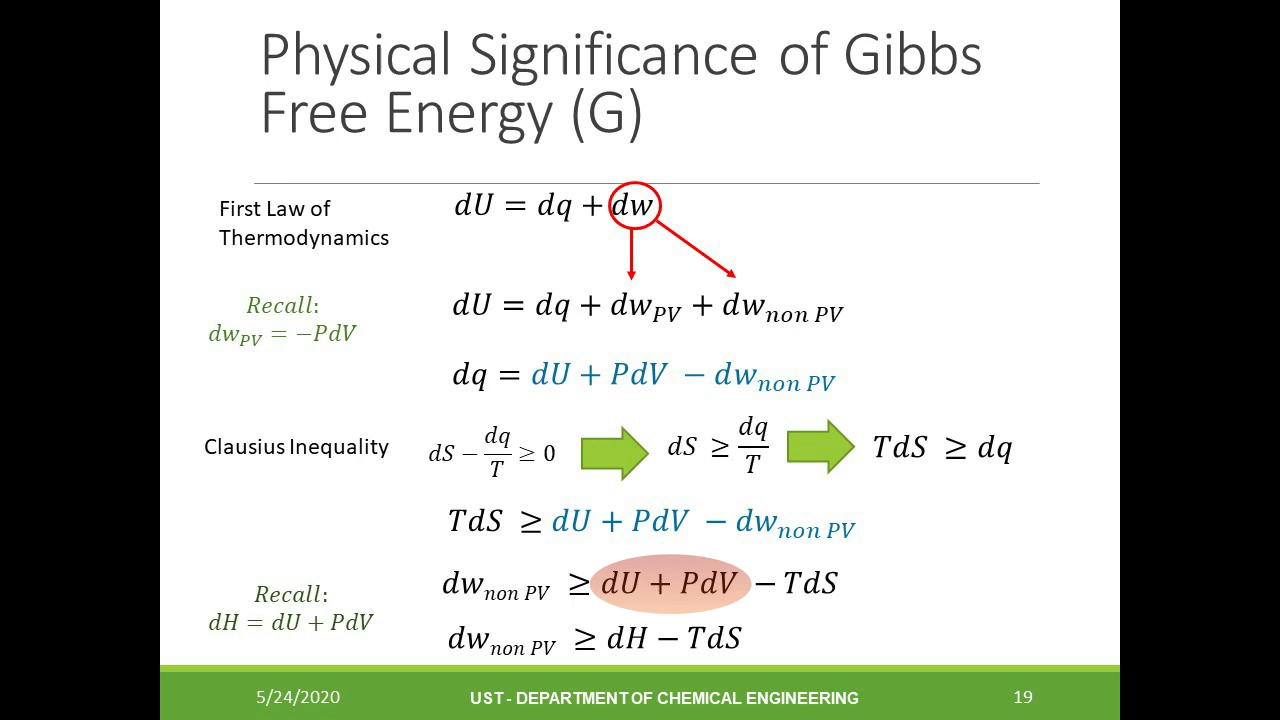 Physical Significance of Gibbs
Free Energy (G)
First Law of
Thermodynamics
dU = dq + dw
Recall:
dw_PV = −PdV
dU = dq + dw_PV + dw_non PV
dq = dU + PdV − dw_non PV
Clausius Inequality
dS − dq/T ≥ 0
dS ≥ dq/T
TdS ≥ dq
TdS ≥ dU + PdV − dw_non PV
dw_non PV ≥ dU + PdV − TdS
Recall:
dH = dU + PdV
dw_non PV ≥ dH − TdS
5/24/2020
UST - DEPARTMENT OF CHEMICAL ENGINEERING
19